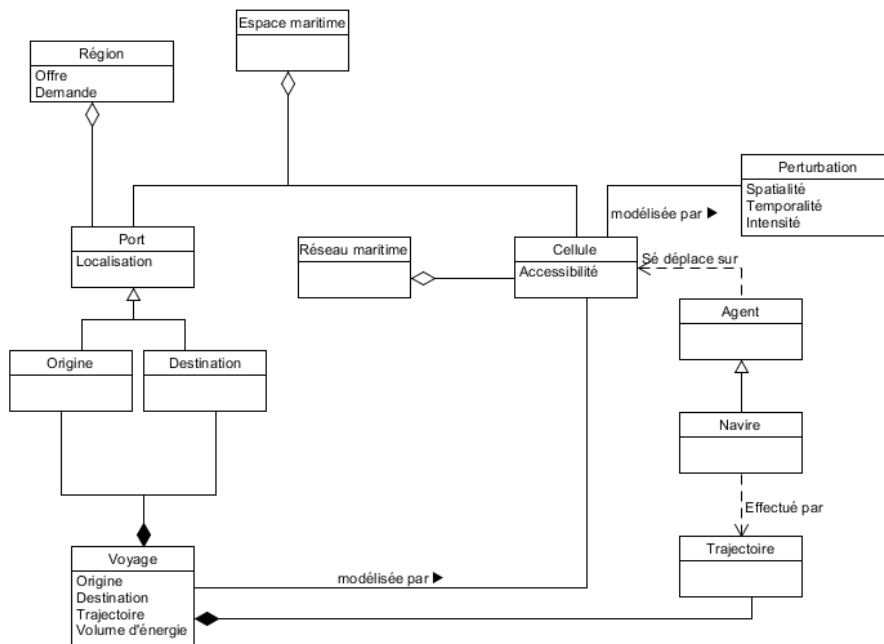 Espace maritime
Région
Offre
Demande
Perturbation
Spatialité
Temporalité
Intensité
modélisée par ▶
Port
Localisation
Réseau maritime
Cellule
Accessibilité
Sé déplace sur
Agent
Origine
Destination
Navire
Effectué par
Trajectoire
Voyage
Origine
Destination
Trajectoire
Volume d'énergie
modélisée par ▶